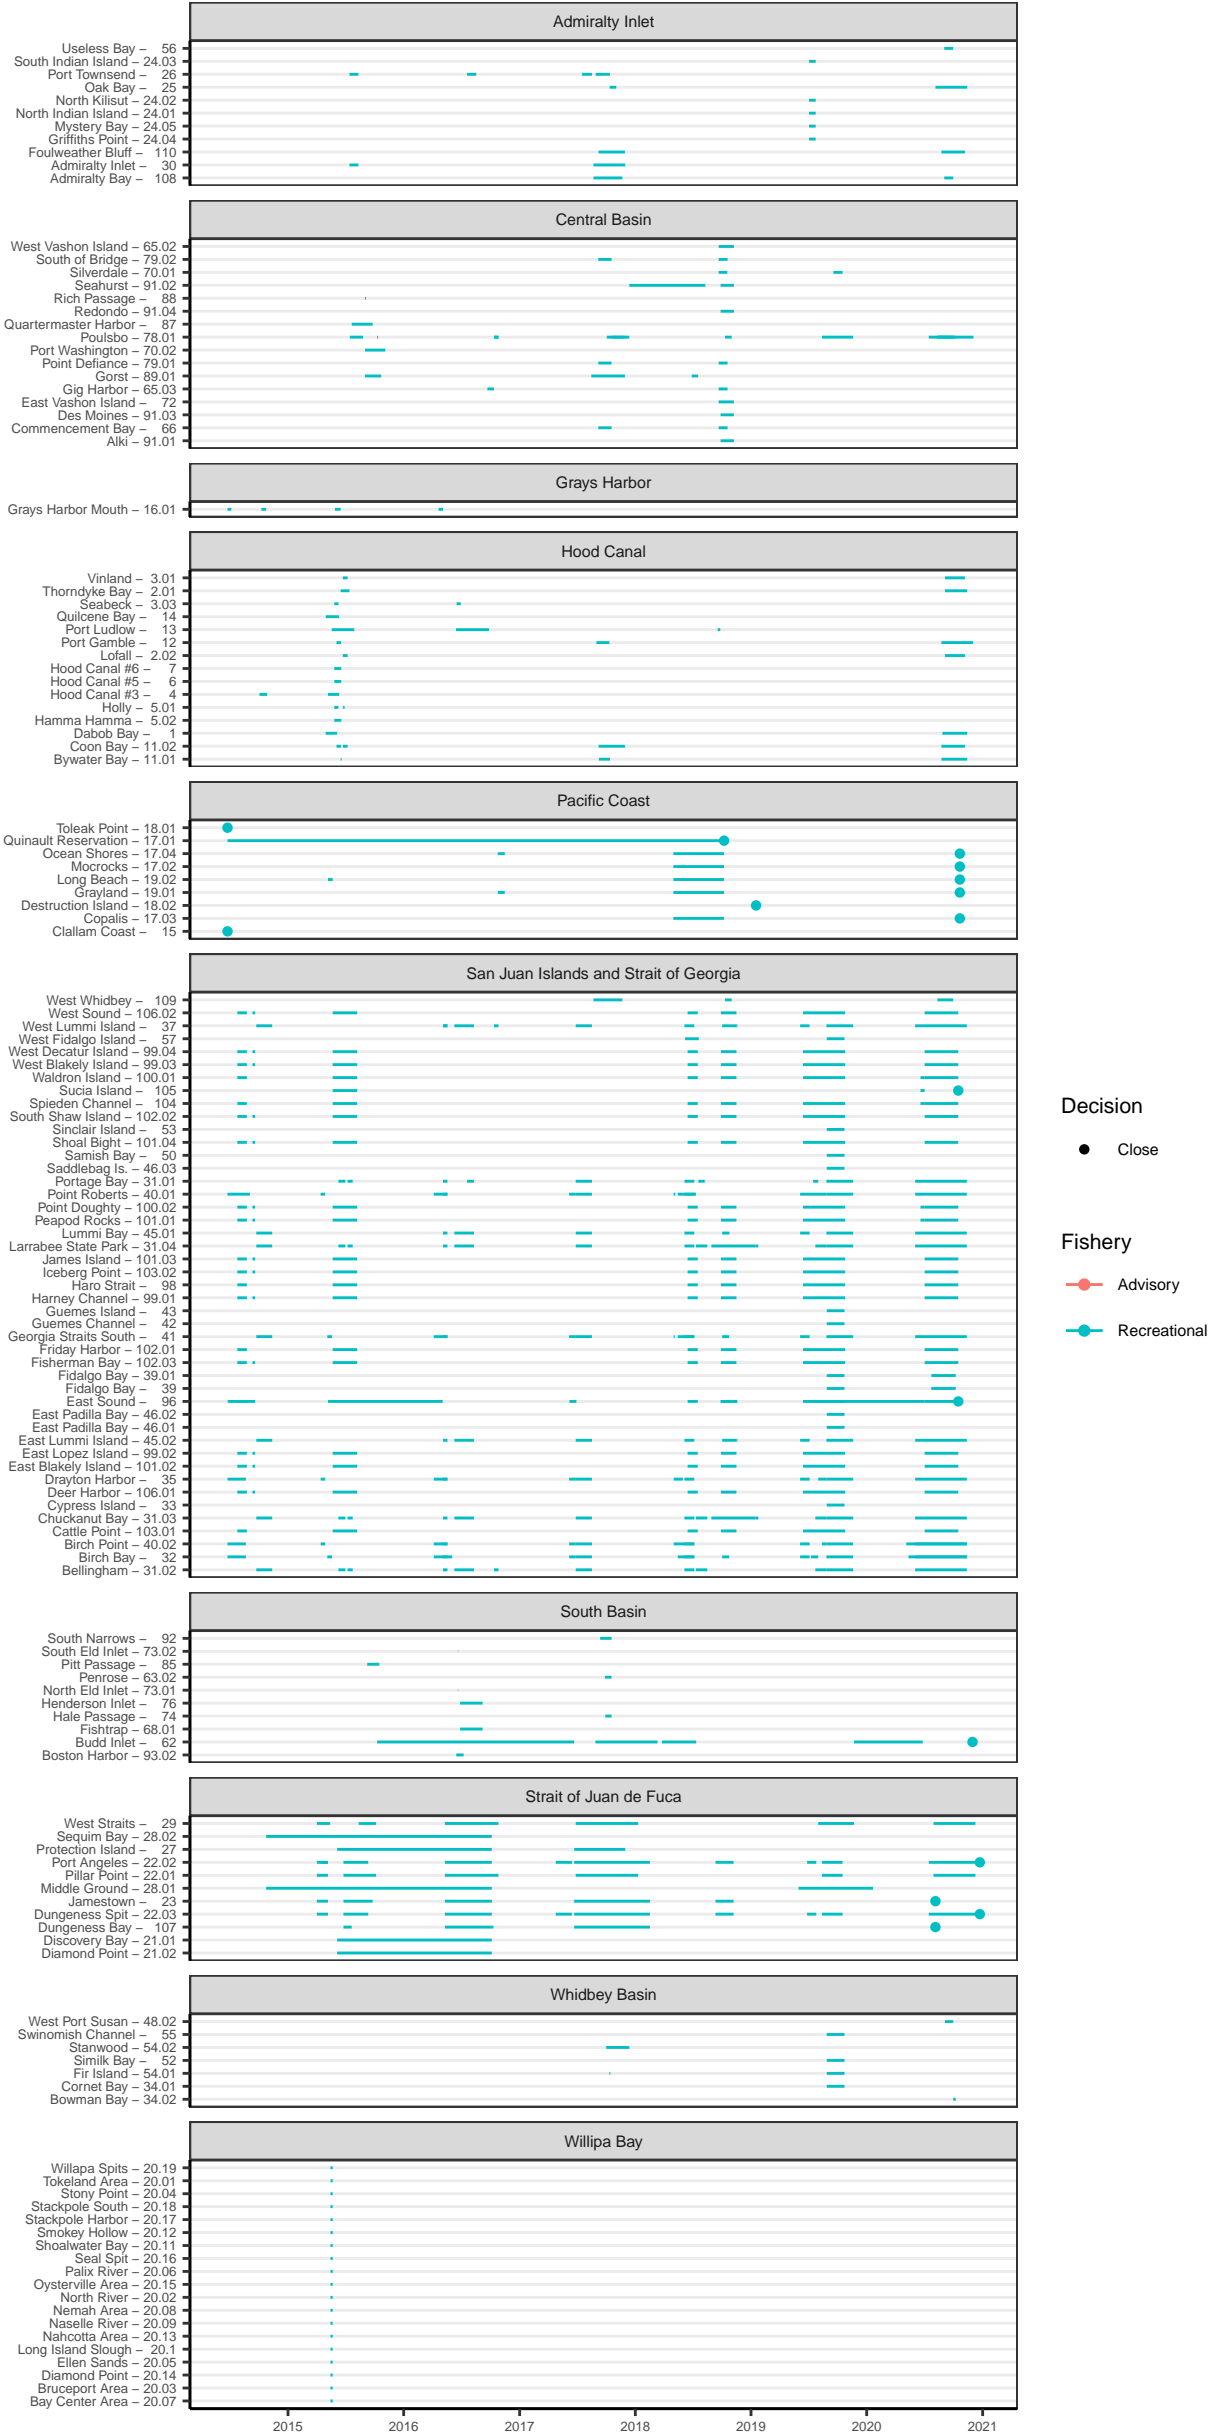 Admiralty Inlet
Useless Bay – 56
South Indian Island – 24.03
Port Townsend – 26
Oak Bay – 25
North Kilisut – 24.02
North Indian Island – 24.01
Mystery Bay – 24.05
Griffiths Point – 24.04
Foulweather Bluff – 110
Admiralty Inlet – 30
Admiralty Bay – 108
Central Basin
West Vashon Island – 65.02
South of Bridge – 79.02
Silverdale – 70.01
Seahurst – 91.02
Rich Passage – 88
Redondo – 91.04
Quartermaster Harbor – 87
Poulsbo – 78.01
Port Washington – 70.02
Point Defiance – 79.01
Gorst – 89.01
Gig Harbor – 65.03
East Vashon Island – 72
Des Moines – 91.03
Commencement Bay – 66
Alki – 91.01
Grays Harbor
Grays Harbor Mouth – 16.01
Hood Canal
Vinland – 3.01
Thorndyke Bay – 2.01
Seabeck – 3.03
Quilcene Bay – 14
Port Ludlow – 13
Port Gamble – 12
Lofall – 2.02
Hood Canal #6 – 7
Hood Canal #5 – 6
Hood Canal #3 – 4
Holly – 5.01
Hamma Hamma – 5.02
Dabob Bay – 1
Coon Bay – 11.02
Bywater Bay – 11.01
Pacific Coast
Toleak Point – 18.01
Quinault Reservation – 17.01
Ocean Shores – 17.04
Mocrocks – 17.02
Long Beach – 19.02
Grayland – 19.01
Destruction Island – 18.02
Copalis – 17.03
Clallam Coast – 15
San Juan Islands and Strait of Georgia
West Whidbey – 109
West Sound – 106.02
West Lummi Island – 37
West Fidalgo Island – 57
West Decatur Island – 99.04
West Blakely Island – 99.03
Waldron Island – 100.01
Sucia Island – 105
Spieden Channel – 104
South Shaw Island – 102.02
Sinclair Island – 53
Shoal Bight – 101.04
Samish Bay – 50
Saddlebag Is. – 46.03
Portage Bay – 31.01
Point Roberts – 40.01
Point Doughty – 100.02
Peapod Rocks – 101.01
Lummi Bay – 45.01
Larrabee State Park – 31.04
James Island – 101.03
Iceberg Point – 103.02
Haro Strait – 98
Harney Channel – 99.01
Guemes Island – 43
Guemes Channel – 42
Georgia Straits South – 41
Friday Harbor – 102.01
Fisherman Bay – 102.03
Fidalgo Bay – 39.01
Fidalgo Bay – 39
East Sound – 96
East Padilla Bay – 46.02
East Padilla Bay – 46.01
East Lummi Island – 45.02
East Lopez Island – 99.02
East Blakely Island – 101.02
Drayton Harbor – 35
Deer Harbor – 106.01
Cypress Island – 33
Chuckanut Bay – 31.03
Cattle Point – 103.01
Birch Point – 40.02
Birch Bay – 32
Bellingham – 31.02
South Basin
South Narrows – 92
South Eld Inlet – 73.02
Pitt Passage – 85
Penrose – 63.02
North Eld Inlet – 73.01
Henderson Inlet – 76
Hale Passage – 74
Fishtrap – 68.01
Budd Inlet – 62
Boston Harbor – 93.02
Strait of Juan de Fuca
West Straits – 29
Sequim Bay – 28.02
Protection Island – 27
Port Angeles – 22.02
Pillar Point – 22.01
Middle Ground – 28.01
Jamestown – 23
Dungeness Spit – 22.03
Dungeness Bay – 107
Discovery Bay – 21.01
Diamond Point – 21.02
Whidbey Basin
West Port Susan – 48.02
Swinomish Channel – 55
Stanwood – 54.02
Similk Bay – 52
Fir Island – 54.01
Cornet Bay – 34.01
Bowman Bay – 34.02
Willipa Bay
Willapa Spits – 20.19
Tokeland Area – 20.01
Stony Point – 20.04
Stackpole South – 20.18
Stackpole Harbor – 20.17
Smokey Hollow – 20.12
Shoalwater Bay – 20.11
Seal Spit – 20.16
Palix River – 20.06
Oysterville Area – 20.15
North River – 20.02
Nemah Area – 20.08
Naselle River – 20.09
Nahcotta Area – 20.13
Long Island Slough – 20.1
Ellen Sands – 20.05
Diamond Point – 20.14
Bruceport Area – 20.03
Bay Center Area – 20.07
2015 2016 2017 2018 2019 2020 2021
Decision
Close
Fishery
Advisory
Recreational